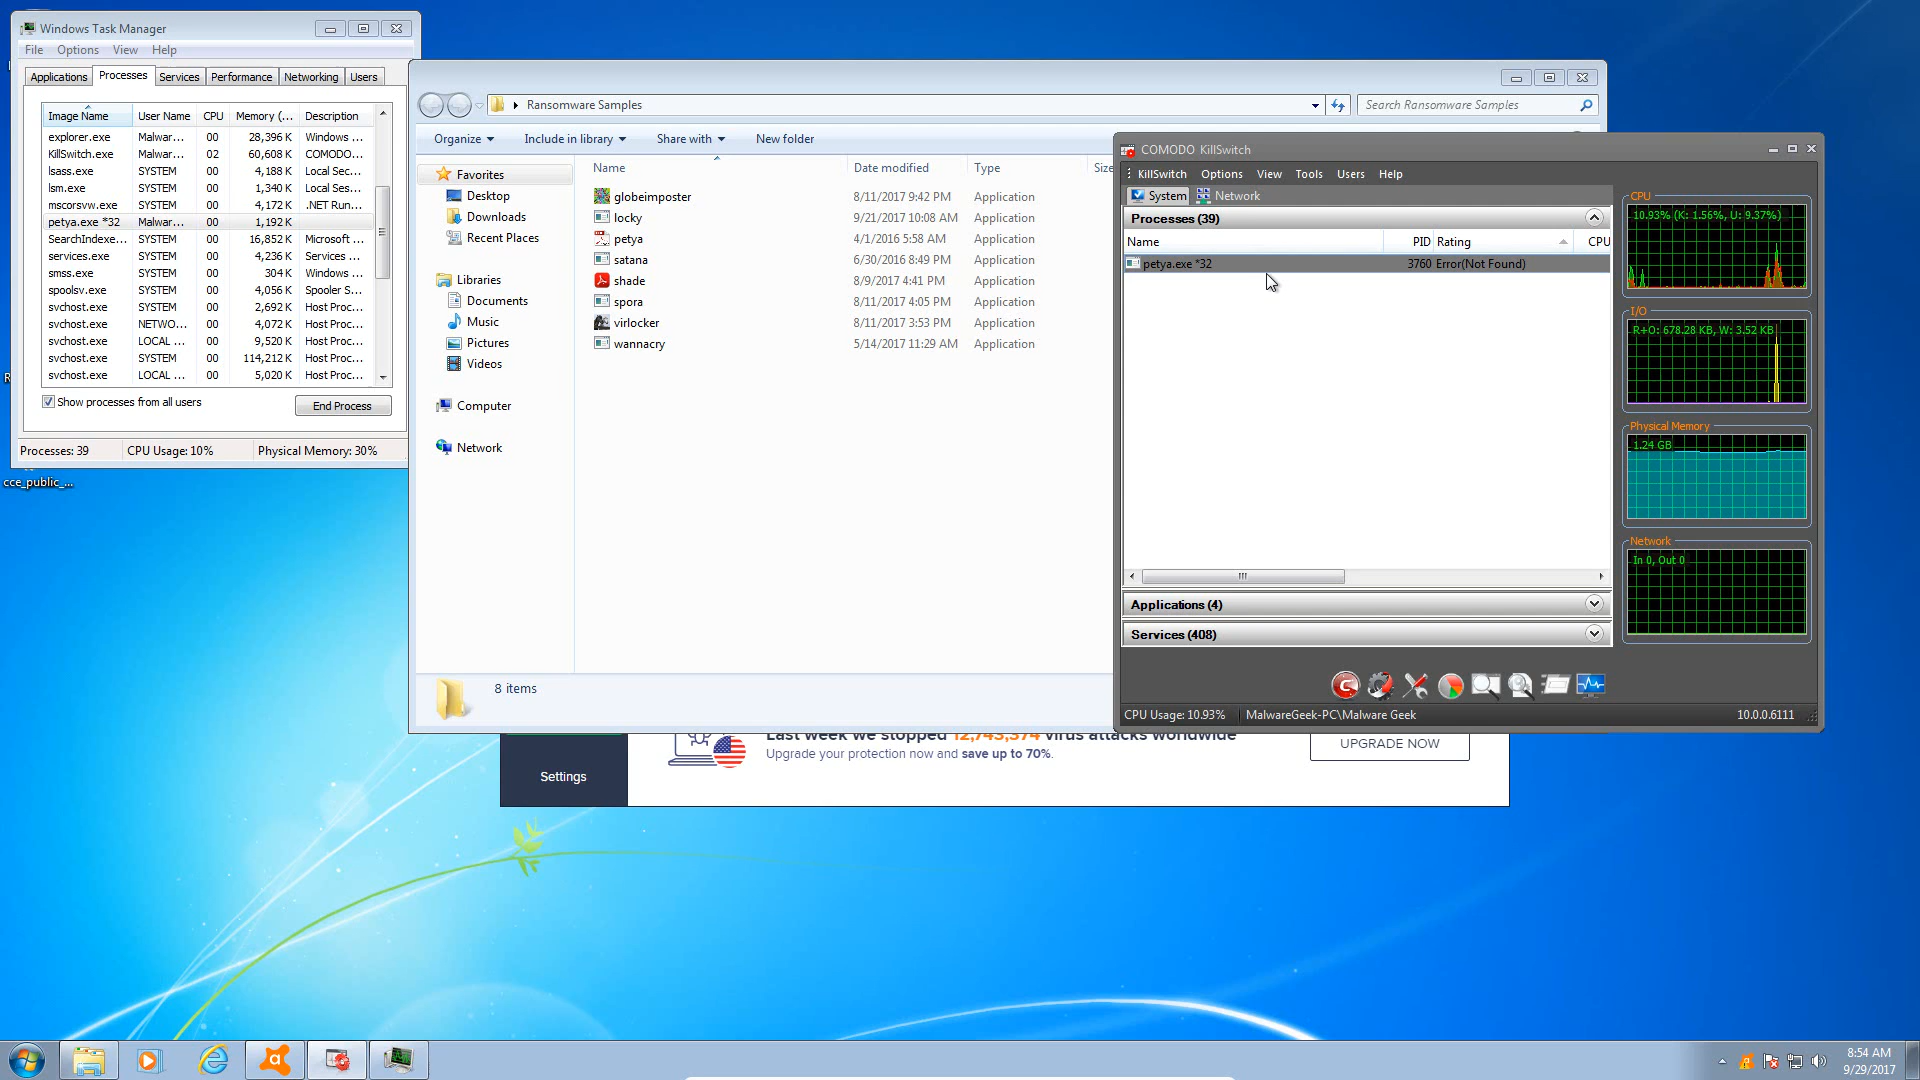 Windows Task Manager
File Options View Help
Applications Processes Services Performance Networking Users
Image Name User Name CPU Memory (... Description
explorer.exe Malwar... 00 28,396 K Windows ...
KillSwitch.exe Malwar... 02 60,608 K COMODO...
lsass.exe SYSTEM 00 4,188 K Local Sec...
lsm.exe SYSTEM 00 1,340 K Local Ses...
mscorsvw.exe SYSTEM 00 4,172 K .NET Run...
petya.exe *32 Malwar... 00 1,192 K
SearchIndexe... SYSTEM 00 16,852 K Microsoft ...
services.exe SYSTEM 00 4,236 K Services ...
smss.exe SYSTEM 00 304 K Windows ...
spoolsv.exe SYSTEM 00 4,056 K Spooler S...
svchost.exe SYSTEM 00 2,692 K Host Proc...
svchost.exe NETWO... 00 4,072 K Host Proc...
svchost.exe LOCAL ... 00 9,520 K Host Proc...
svchost.exe SYSTEM 00 114,212 K Host Proc...
svchost.exe LOCAL ... 00 5,020 K Host Proc...
Show processes from all users End Process
Processes: 39 CPU Usage: 10% Physical Memory: 30%
cce_public_...
Ransomware Samples
Search Ransomware Samples
Organize Include in library Share with New folder
Favorites
Desktop
Downloads
Recent Places
Libraries
Documents
Music
Pictures
Videos
Computer
Network
Name Date modified Type Size
globeimposter 8/11/2017 9:42 PM Application
locky 9/21/2017 10:08 AM Application
petya 4/1/2016 5:58 AM Application
satana 6/30/2016 8:49 PM Application
shade 8/9/2017 4:41 PM Application
spora 8/11/2017 4:05 PM Application
virlocker 8/11/2017 3:53 PM Application
wannacry 5/14/2017 11:29 AM Application
8 items
COMODO KillSwitch
KillSwitch Options View Tools Users Help
System Network
Processes (39)
Name PID Rating CPU
petya.exe *32 3760 Error(Not Found)
Applications (4)
Services (408)
CPU
10.93% (K: 1.56%, U: 9.37%)
I/O
R+O: 678.28 KB, W: 3.52 KB
Physical Memory
1.24 GB
Network
In 0, Out 0
CPU Usage: 10.93% MalwareGeek-PC\Malware Geek 10.0.0.6111
Settings
Last week we stopped 12,743,374 virus attacks worldwide
Upgrade your protection now and save up to 70%.
UPGRADE NOW
8:54 AM
9/29/2017